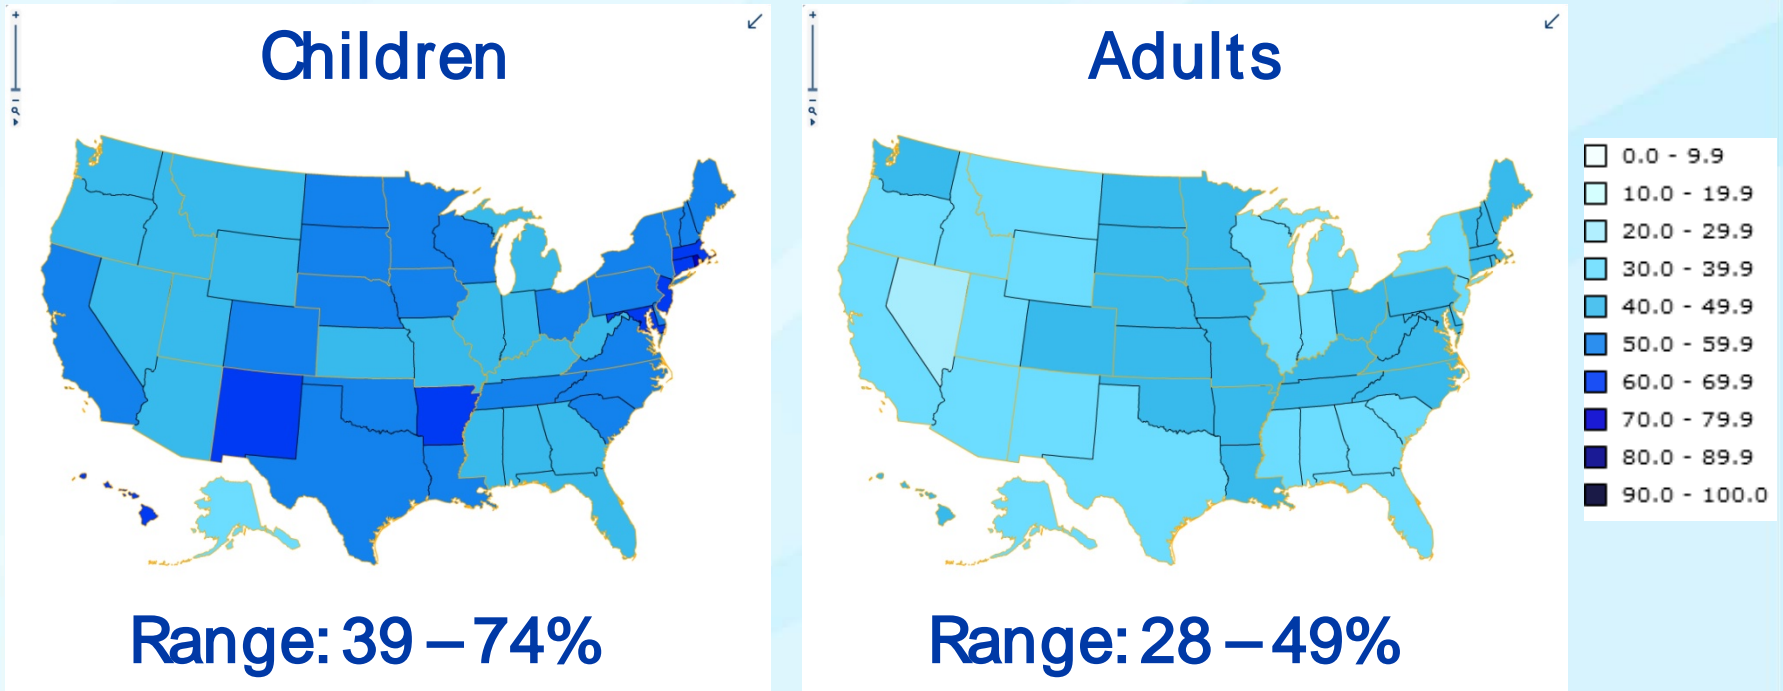 Children
Range: 39 – 74%
Adults
Range: 28 – 49%
0.0 - 9.9
10.0 - 19.9
20.0 - 29.9
30.0 - 39.9
40.0 - 49.9
50.0 - 59.9
60.0 - 69.9
70.0 - 79.9
80.0 - 89.9
90.0 - 100.0